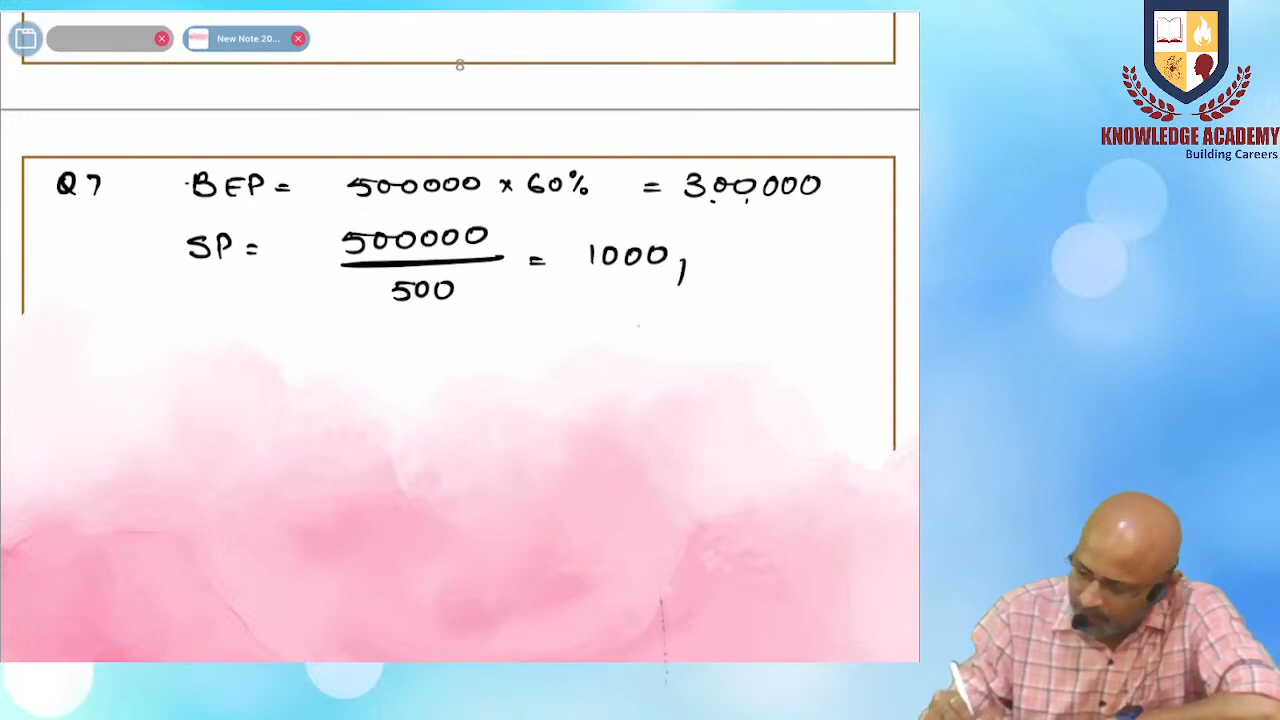 New Note 20...
8
KNOWLEDGE ACADEMY
Building Careers
Q7 BEP = 500000 × 60% = 300000
SP = 500000 / 500 = 1000,